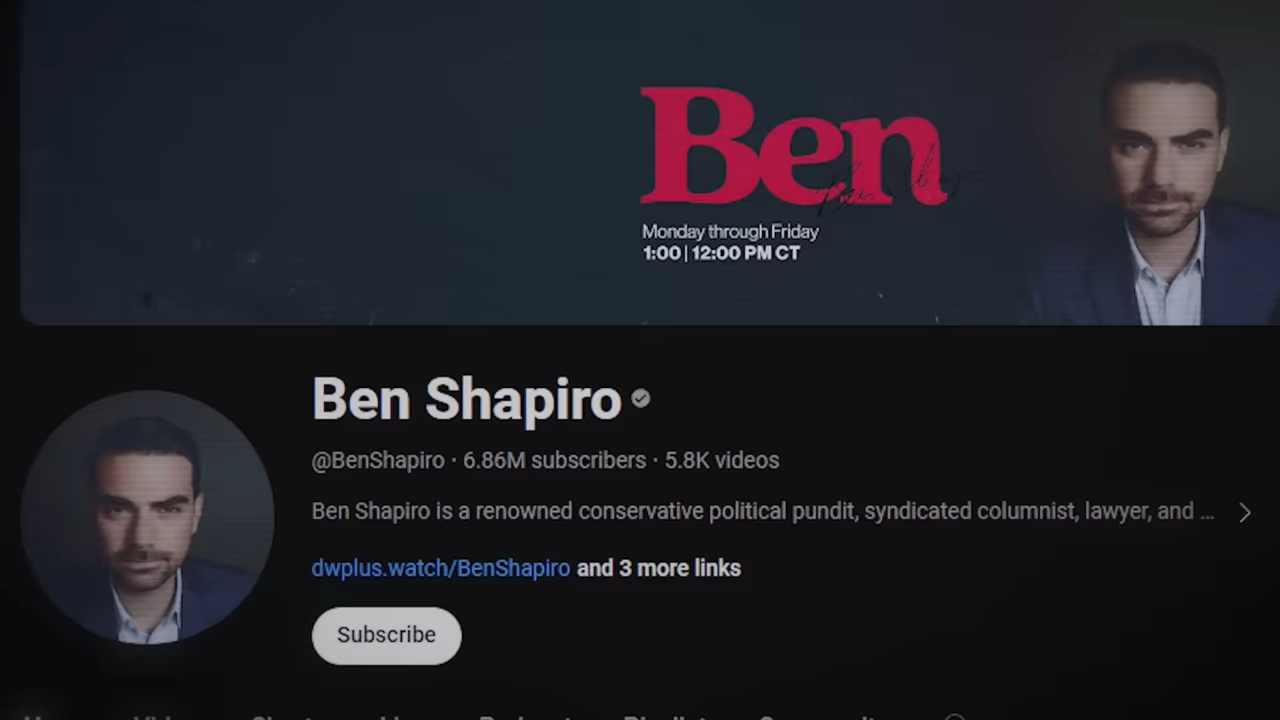 Ben
Monday through Friday
1:00 | 12:00 PM CT
Ben Shapiro
@BenShapiro · 6.86M subscribers · 5.8K videos
Ben Shapiro is a renowned conservative political pundit, syndicated columnist, lawyer, and ...
dwplus.watch/BenShapiro and 3 more links
Subscribe